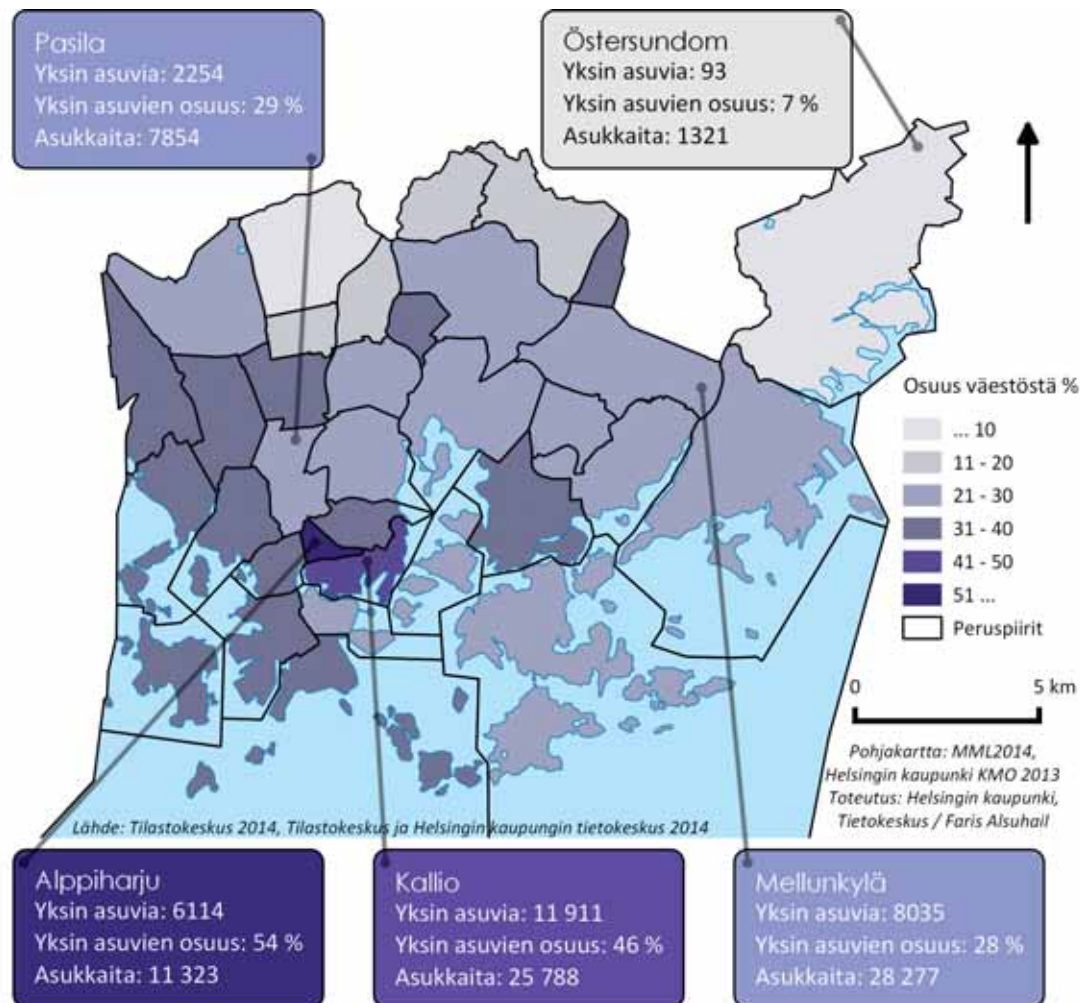 Pasila
Yksin asuvia: 2254
Yksin asuvien osuus: 29 %
Asukkaita: 7854
Östersundom
Yksin asuvia: 93
Yksin asuvien osuus: 7 %
Asukkaita: 1321
Osuus väestöstä %
... 10
11 - 20
21 - 30
31 - 40
41 - 50
51 ...
Peruspiirit
0 5 km
Pohjakartta: MML2014,
Helsingin kaupunki KMO 2013
Toteutus: Helsingin kaupunki,
Tietokeskus / Faris Alsuhail
Lähde: Tilastokeskus 2014, Tilastokeskus ja Helsingin kaupungin tietokeskus 2014
Alppiharju
Yksin asuvia: 6114
Yksin asuvien osuus: 54 %
Asukkaita: 11 323
Kallio
Yksin asuvia: 11 911
Yksin asuvien osuus: 46 %
Asukkaita: 25 788
Mellunkylä
Yksin asuvia: 8035
Yksin asuvien osuus: 28 %
Asukkaita: 28 277